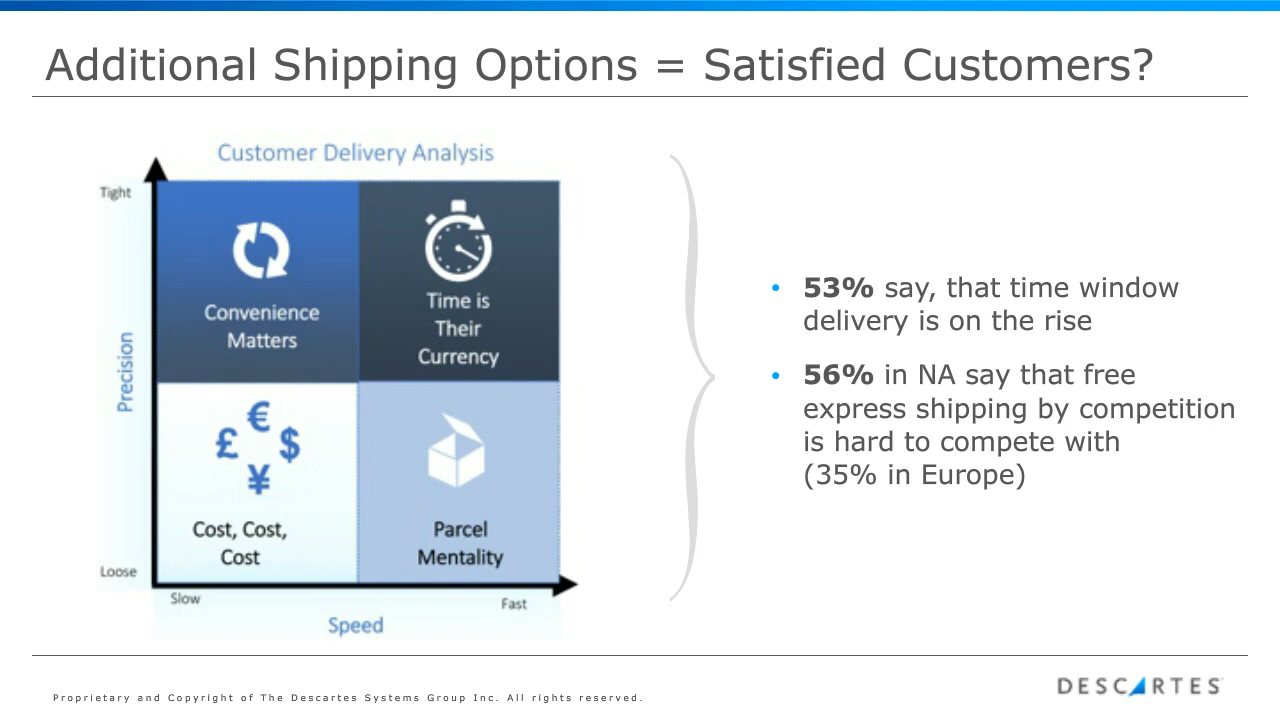 Additional Shipping Options = Satisfied Customers?
Customer Delivery Analysis
Tight
Precision
Loose
Convenience
Matters
Time is
Their
Currency
€
£ $
¥
Cost, Cost,
Cost
Parcel
Mentality
Slow
Fast
Speed
• 53% say, that time window
delivery is on the rise
• 56% in NA say that free
express shipping by competition
is hard to compete with
(35% in Europe)
Proprietary and Copyright of The Descartes Systems Group Inc. All rights reserved.
DESCARTES